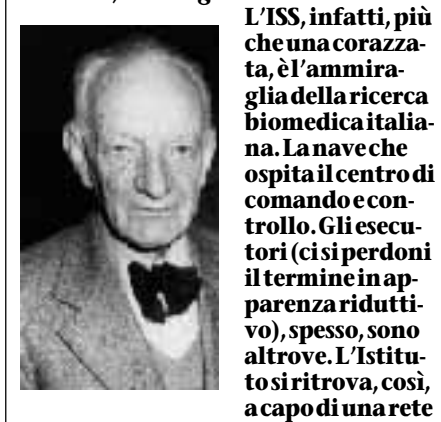 L'ISS, infatti, più
che una corazza-
ta, è l'ammira-
glia della ricerca
biomedica italia-
na. La nave che
ospita il centro di
comando e con-
trollo. Gli esecu-
tori (ci si perdoni
il termine in ap-
parenza ridutti-
vo), spesso, sono
altrove. L'Istitu-
to si ritrova, così,
a capo di una rete